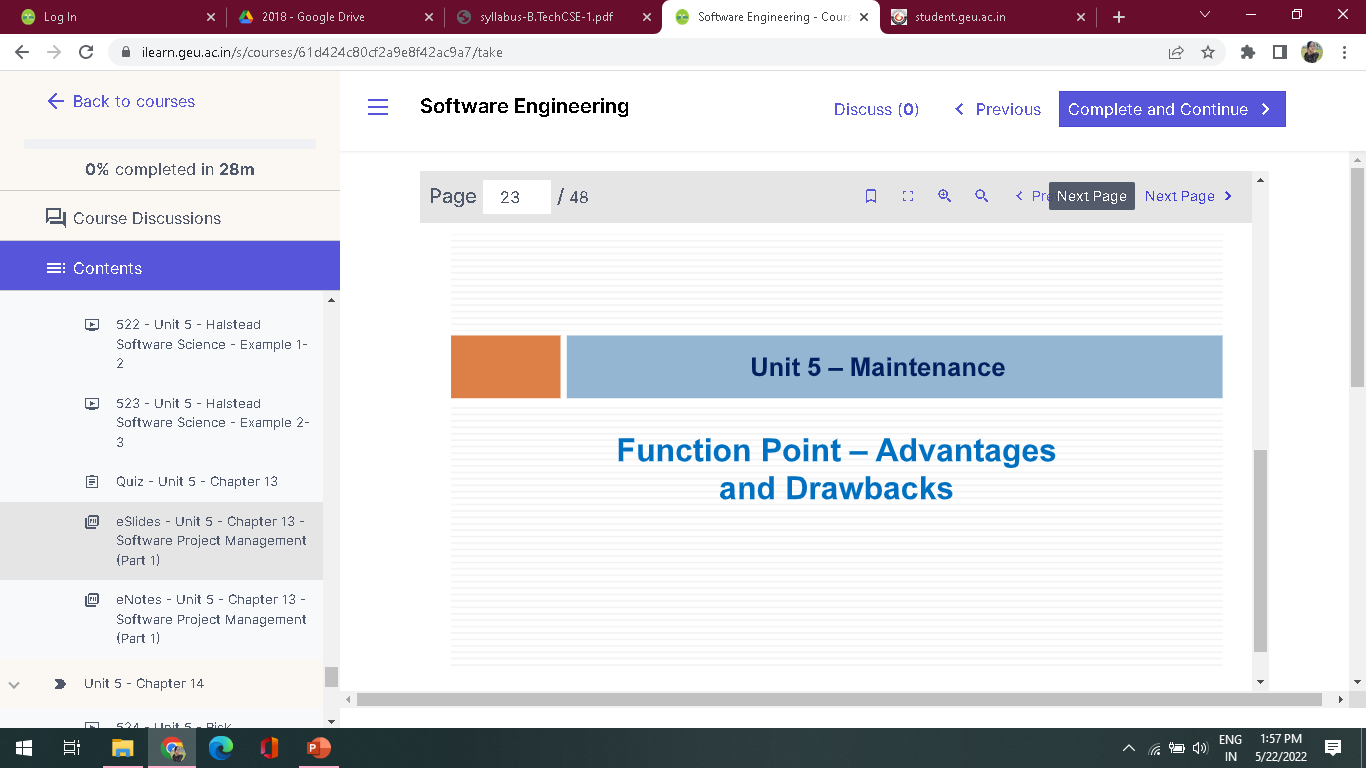 Log In
2018 - Google Drive
syllabus-B.TechCSE-1.pdf
Software Engineering - Cour
student.geu.ac.in
ilearn.geu.ac.in/s/courses/61d424c80cf2a9e8f42ac9a7/take
Back to courses
0% completed in 28m
Course Discussions
Contents
522 - Unit 5 - Halstead
Software Science - Example 1-
2
523 - Unit 5 - Halstead
Software Science - Example 2-
3
Quiz - Unit 5 - Chapter 13
eSlides - Unit 5 - Chapter 13 -
Software Project Management
(Part 1)
eNotes - Unit 5 - Chapter 13 -
Software Project Management
(Part 1)
Unit 5 - Chapter 14
524 - Unit 5 - Risk
Software Engineering
Discuss (0)
Previous
Complete and Continue
Page 23 / 48
Pre
Next Page
Next Page
Unit 5 – Maintenance
Function Point – Advantages
and Drawbacks
ENG
IN
1:57 PM
5/22/2022